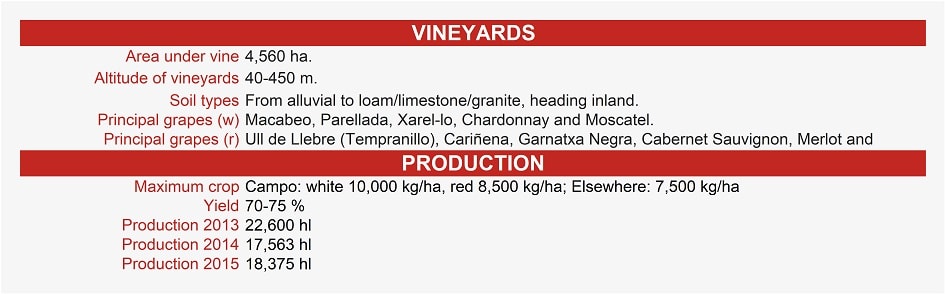 VINEYARDS
Area under vine 4,560 ha.
Altitude of vineyards 40-450 m.
Soil types From alluvial to loam/limestone/granite, heading inland.
Principal grapes (w) Macabeo, Parellada, Xarel-lo, Chardonnay and Moscatel.
Principal grapes (r) Ull de Llebre (Tempranillo), Cariñena, Garnatxa Negra, Cabernet Sauvignon, Merlot and
PRODUCTION
Maximum crop Campo: white 10,000 kg/ha, red 8,500 kg/ha; Elsewhere: 7,500 kg/ha
Yield 70-75 %
Production 2013 22,600 hl
Production 2014 17,563 hl
Production 2015 18,375 hl